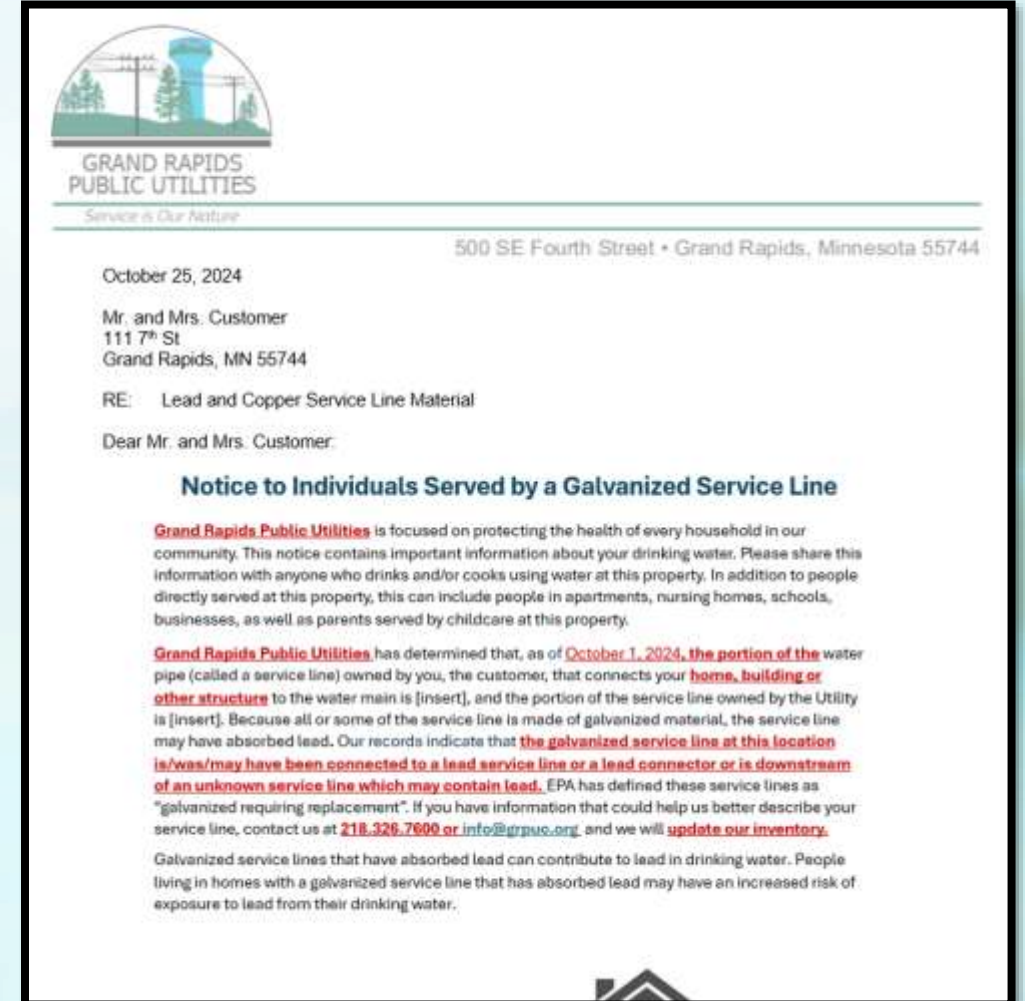 GRAND RAPIDS
PUBLIC UTILITIES
Service is Our Nature
500 SE Fourth Street • Grand Rapids, Minnesota 55744
October 25, 2024
Mr. and Mrs. Customer
111 7th St
Grand Rapids, MN 55744
RE: Lead and Copper Service Line Material
Dear Mr. and Mrs. Customer:
Notice to Individuals Served by a Galvanized Service Line
Grand Rapids Public Utilities is focused on protecting the health of every household in our
community. This notice contains important information about your drinking water. Please share this
information with anyone who drinks and/or cooks using water at this property. In addition to people
directly served at this property, this can include people in apartments, nursing homes, schools,
businesses, as well as parents served by childcare at this property.
Grand Rapids Public Utilities has determined that, as of October 1, 2024, the portion of the water
pipe (called a service line) owned by you, the customer, that connects your home, building or
other structure to the water main is [insert], and the portion of the service line owned by the Utility
is [insert]. Because all or some of the service line is made of galvanized material, the service line
may have absorbed lead. Our records indicate that the galvanized service line at this location
is/was/may have been connected to a lead service line or a lead connector or is downstream
of an unknown service line which may contain lead. EPA has defined these service lines as
"galvanized requiring replacement". If you have information that could help us better describe your
service line, contact us at 218.326.7600 or info@grpuc.org and we will update our inventory.
Galvanized service lines that have absorbed lead can contribute to lead in drinking water. People
living in homes with a galvanized service line that has absorbed lead may have an increased risk of
exposure to lead from their drinking water.